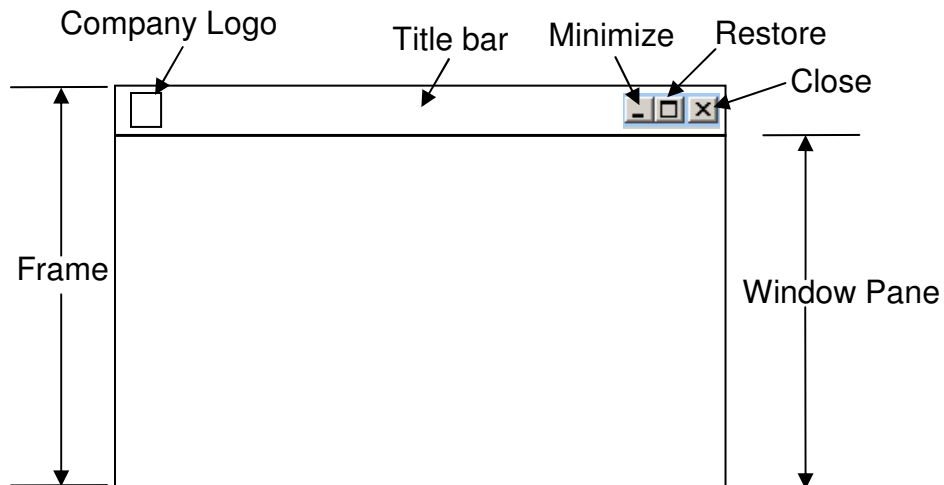 Company Logo
Title bar
Minimize
Restore
Close
Frame
Window Pane